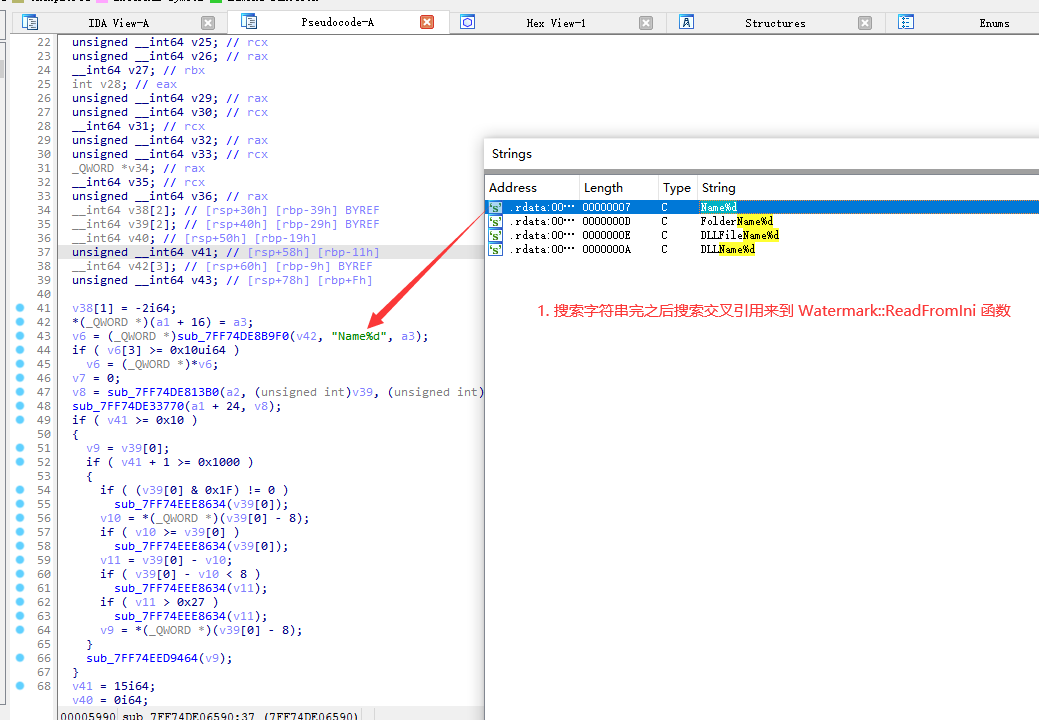 IDA View-A
Pseudocode-A
Hex View-1
Structures
Enums
22 unsigned __int64 v25; // rcx
23 unsigned __int64 v26; // rax
24 __int64 v27; // rbx
25 int v28; // eax
26 unsigned __int64 v29; // rax
27 unsigned __int64 v30; // rcx
28 __int64 v31; // rcx
29 unsigned __int64 v32; // rax
30 unsigned __int64 v33; // rcx
31 _QWORD *v34; // rax
32 __int64 v35; // rcx
33 unsigned __int64 v36; // rax
34 __int64 v38[2]; // [rsp+30h] [rbp-39h] BYREF
35 __int64 v39[2]; // [rsp+40h] [rbp-29h] BYREF
36 __int64 v40; // [rsp+50h] [rbp-19h]
37 unsigned __int64 v41; // [rsp+58h] [rbp-11h]
38 __int64 v42[3]; // [rsp+60h] [rbp-9h] BYREF
39 unsigned __int64 v43; // [rsp+78h] [rbp+Fh]
40
41 v38[1] = -2i64;
42 *(_QWORD *)(a1 + 16) = a3;
43 v6 = (_QWORD *)sub_7FF74DE8B9F0(v42, "Name%d", a3);
44 if ( v6[3] >= 0x10ui64 )
45 v6 = (_QWORD *)*v6;
46 v7 = 0;
47 v8 = sub_7FF74DE813B0(a2, (unsigned int)v39, (unsigned int)
48 sub_7FF74DE33770(a1 + 24, v8);
49 if ( v41 >= 0x10 )
50 {
51 v9 = v39[0];
52 if ( v41 + 1 >= 0x1000 )
53 {
54 if ( (v39[0] & 0x1F) != 0 )
55 sub_7FF74EEE8634(v39[0]);
56 v10 = *(_QWORD *)(v39[0] - 8);
57 if ( v10 >= v39[0] )
58 sub_7FF74EEE8634(v39[0]);
59 v11 = v39[0] - v10;
60 if ( v39[0] - v10 < 8 )
61 sub_7FF74EEE8634(v11);
62 if ( v11 > 0x27 )
63 sub_7FF74EEE8634(v11);
64 v9 = *(_QWORD *)(v39[0] - 8);
65 }
66 sub_7FF74EED9464(v9);
67 }
68 v41 = 15i64;
v40 = 0i64;
00005990 sub_7FF74DE06590:37 (7FF74DE06590)
Strings
Address Length Type String
.rdata:00··· 00000007 C Name%d
.rdata:00··· 0000000D C FolderName%d
.rdata:00··· 0000000E C DLLFileName%d
.rdata:00··· 0000000A C DLLName%d
1. 搜索字符串完之后搜索交叉引用来到 Watermark::ReadFromIni 函数